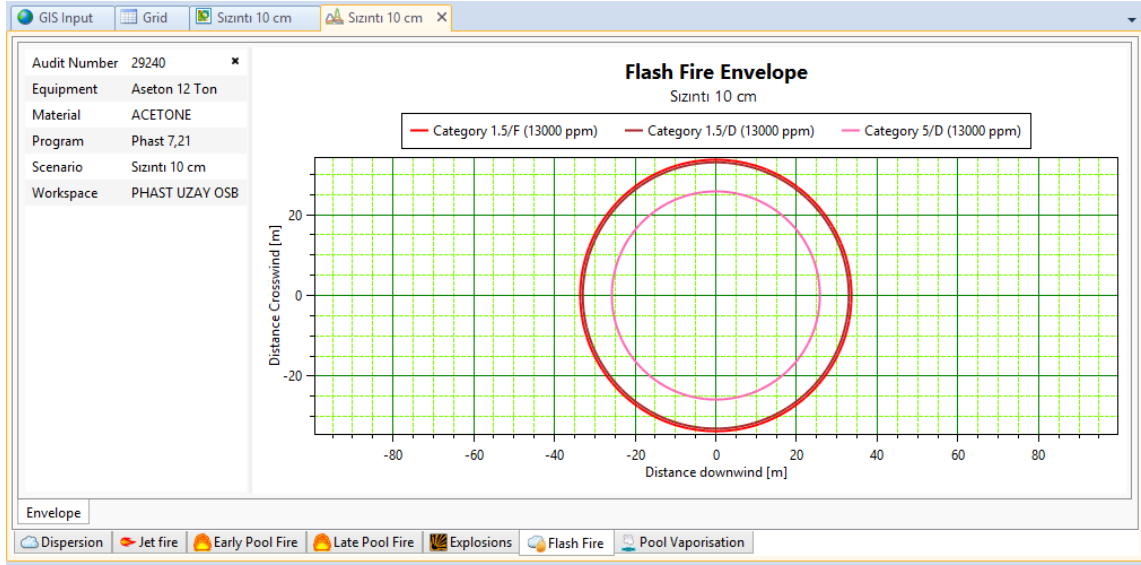 GIS Input
Grid
Sızıntı 10 cm
Sızıntı 10 cm
Audit Number 29240
Equipment Aseton 12 Ton
Material ACETONE
Program Phast 7,21
Scenario Sızıntı 10 cm
Workspace PHAST UZAY OSB
Flash Fire Envelope
Sızıntı 10 cm
Category 1.5/F (13000 ppm) Category 1.5/D (13000 ppm) Category 5/D (13000 ppm)
Distance Crosswind [m]
20
0
-20
-80 -60 -40 -20 0 20 40 60 80
Distance downwind [m]
Envelope
Dispersion Jet fire Early Pool Fire Late Pool Fire Explosions Flash Fire Pool Vaporisation